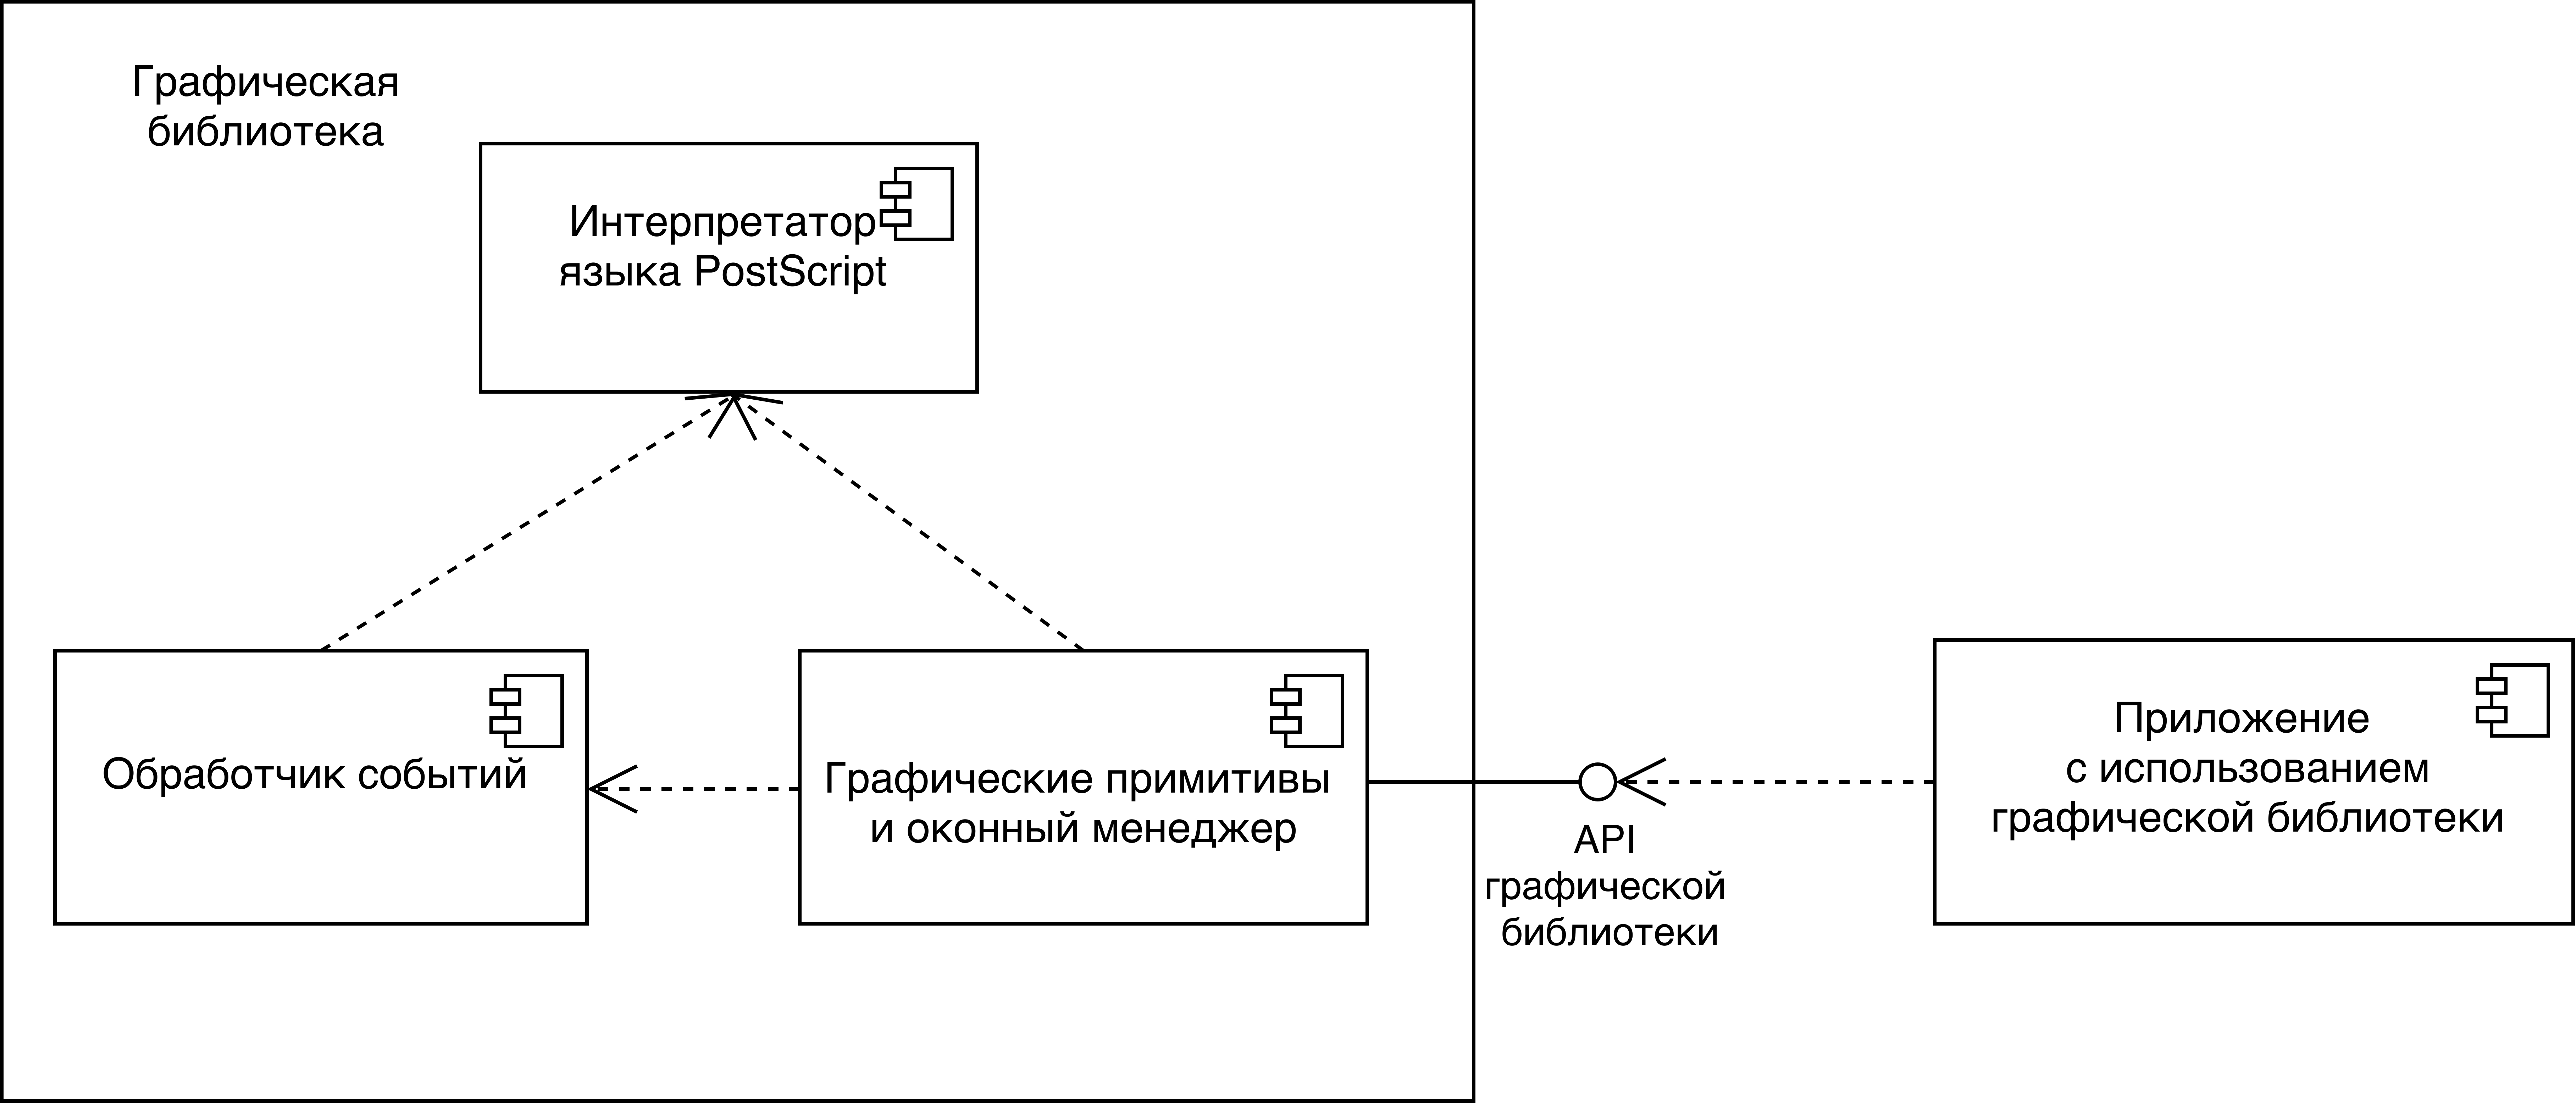 Графическая
библиотека
Интерпретатор
языка PostScript
Обработчик событий
Графические примитивы
и оконный менеджер
API
графической
библиотеки
Приложение
с использованием
графической библиотеки